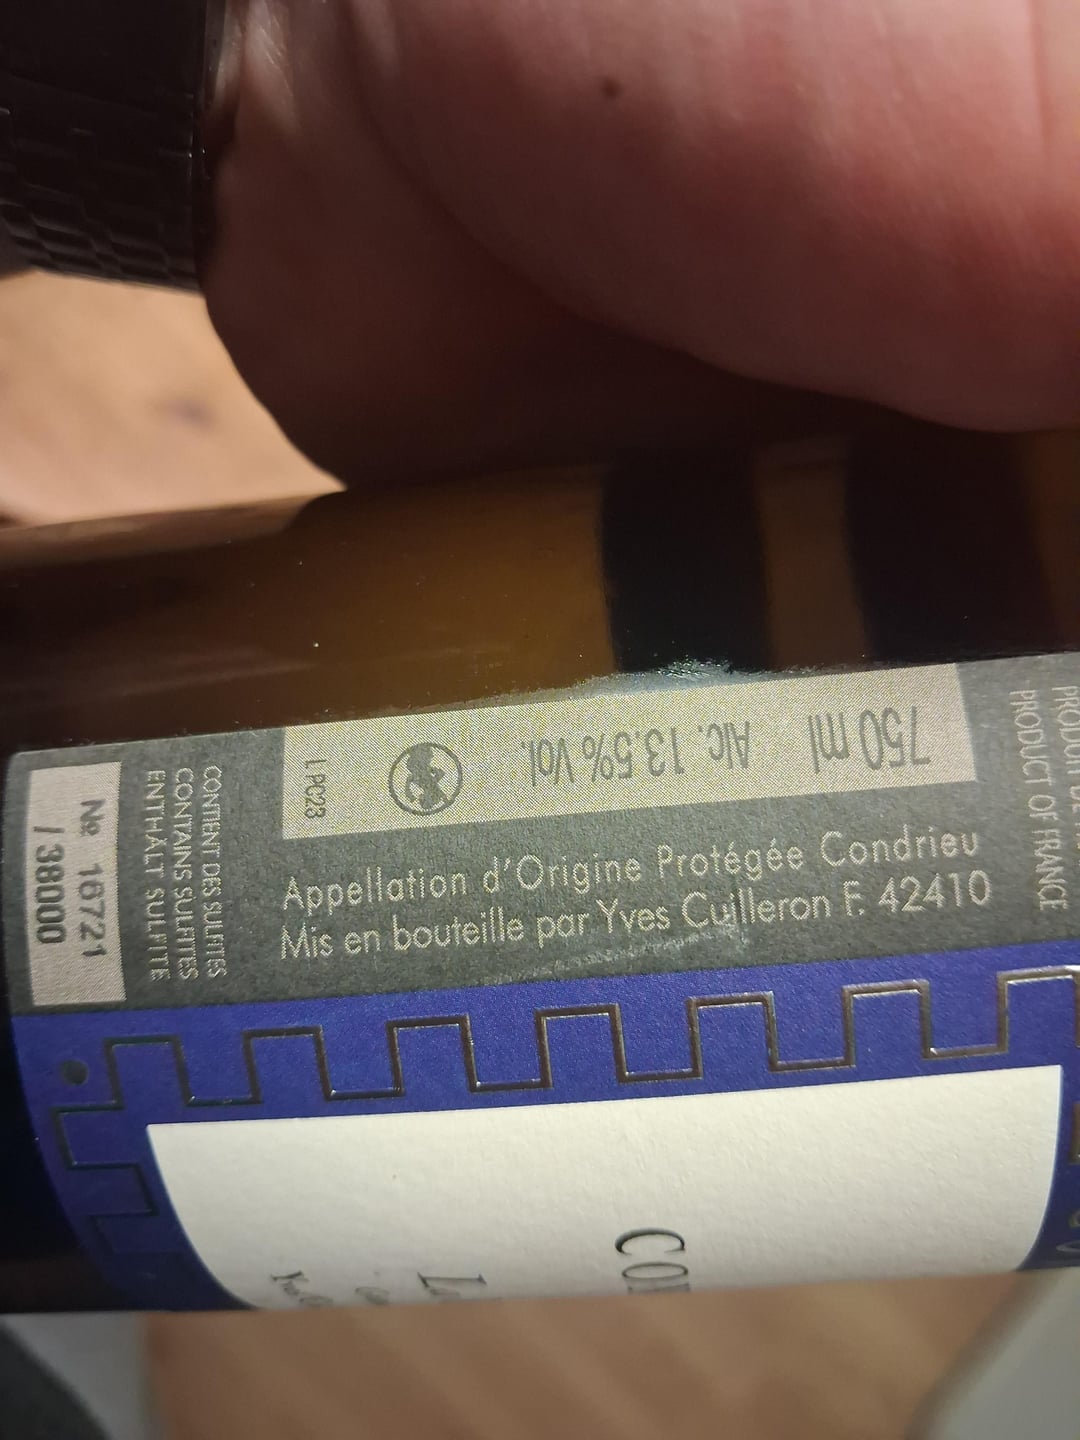 750 ml Alc. 13.5% Vol.
L PC23
Appellation d'Origine Protégée Condrieu
Mis en bouteille par Yves Cuilleron F. 42410
CONTIENT DES SULFITES
CONTAINS SULFITES
ENTHÄLT SULFITE
№ 16721
/ 38000
PRODUCT OF FRANCE